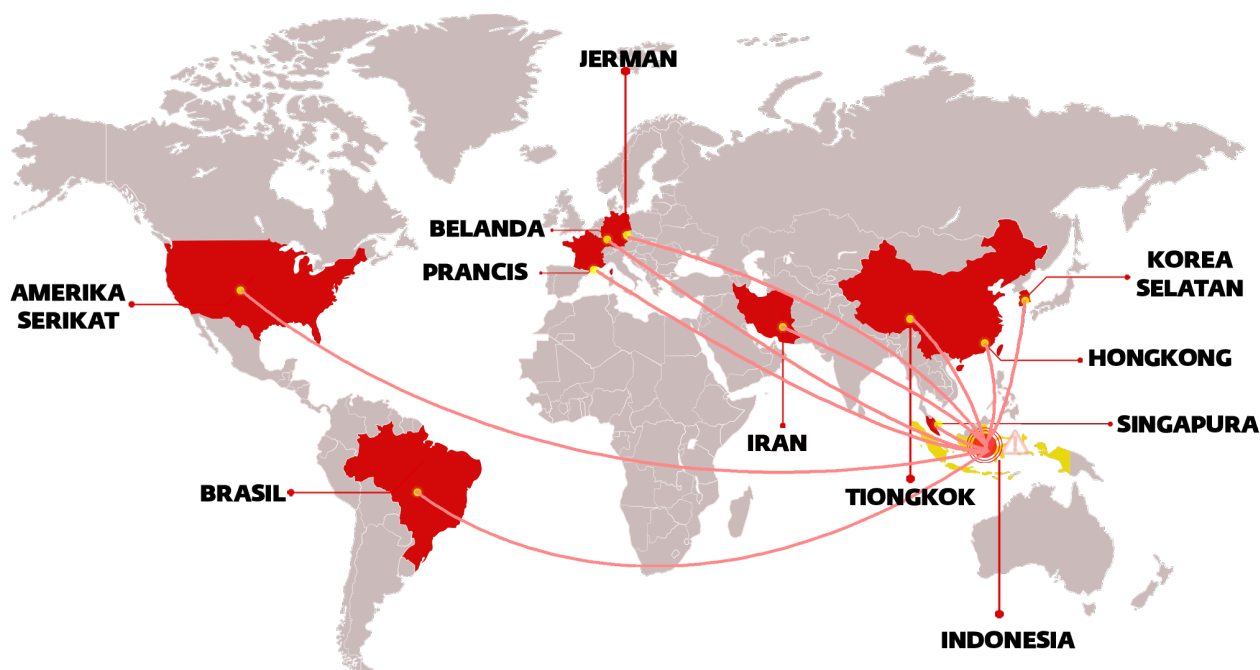 JERMAN
BELANDA
PRANCIS
AMERIKA
SERIKAT
KOREA
SELATAN
HONGKONG
SINGAPURA
IRAN
TIONGKOK
BRASIL
INDONESIA